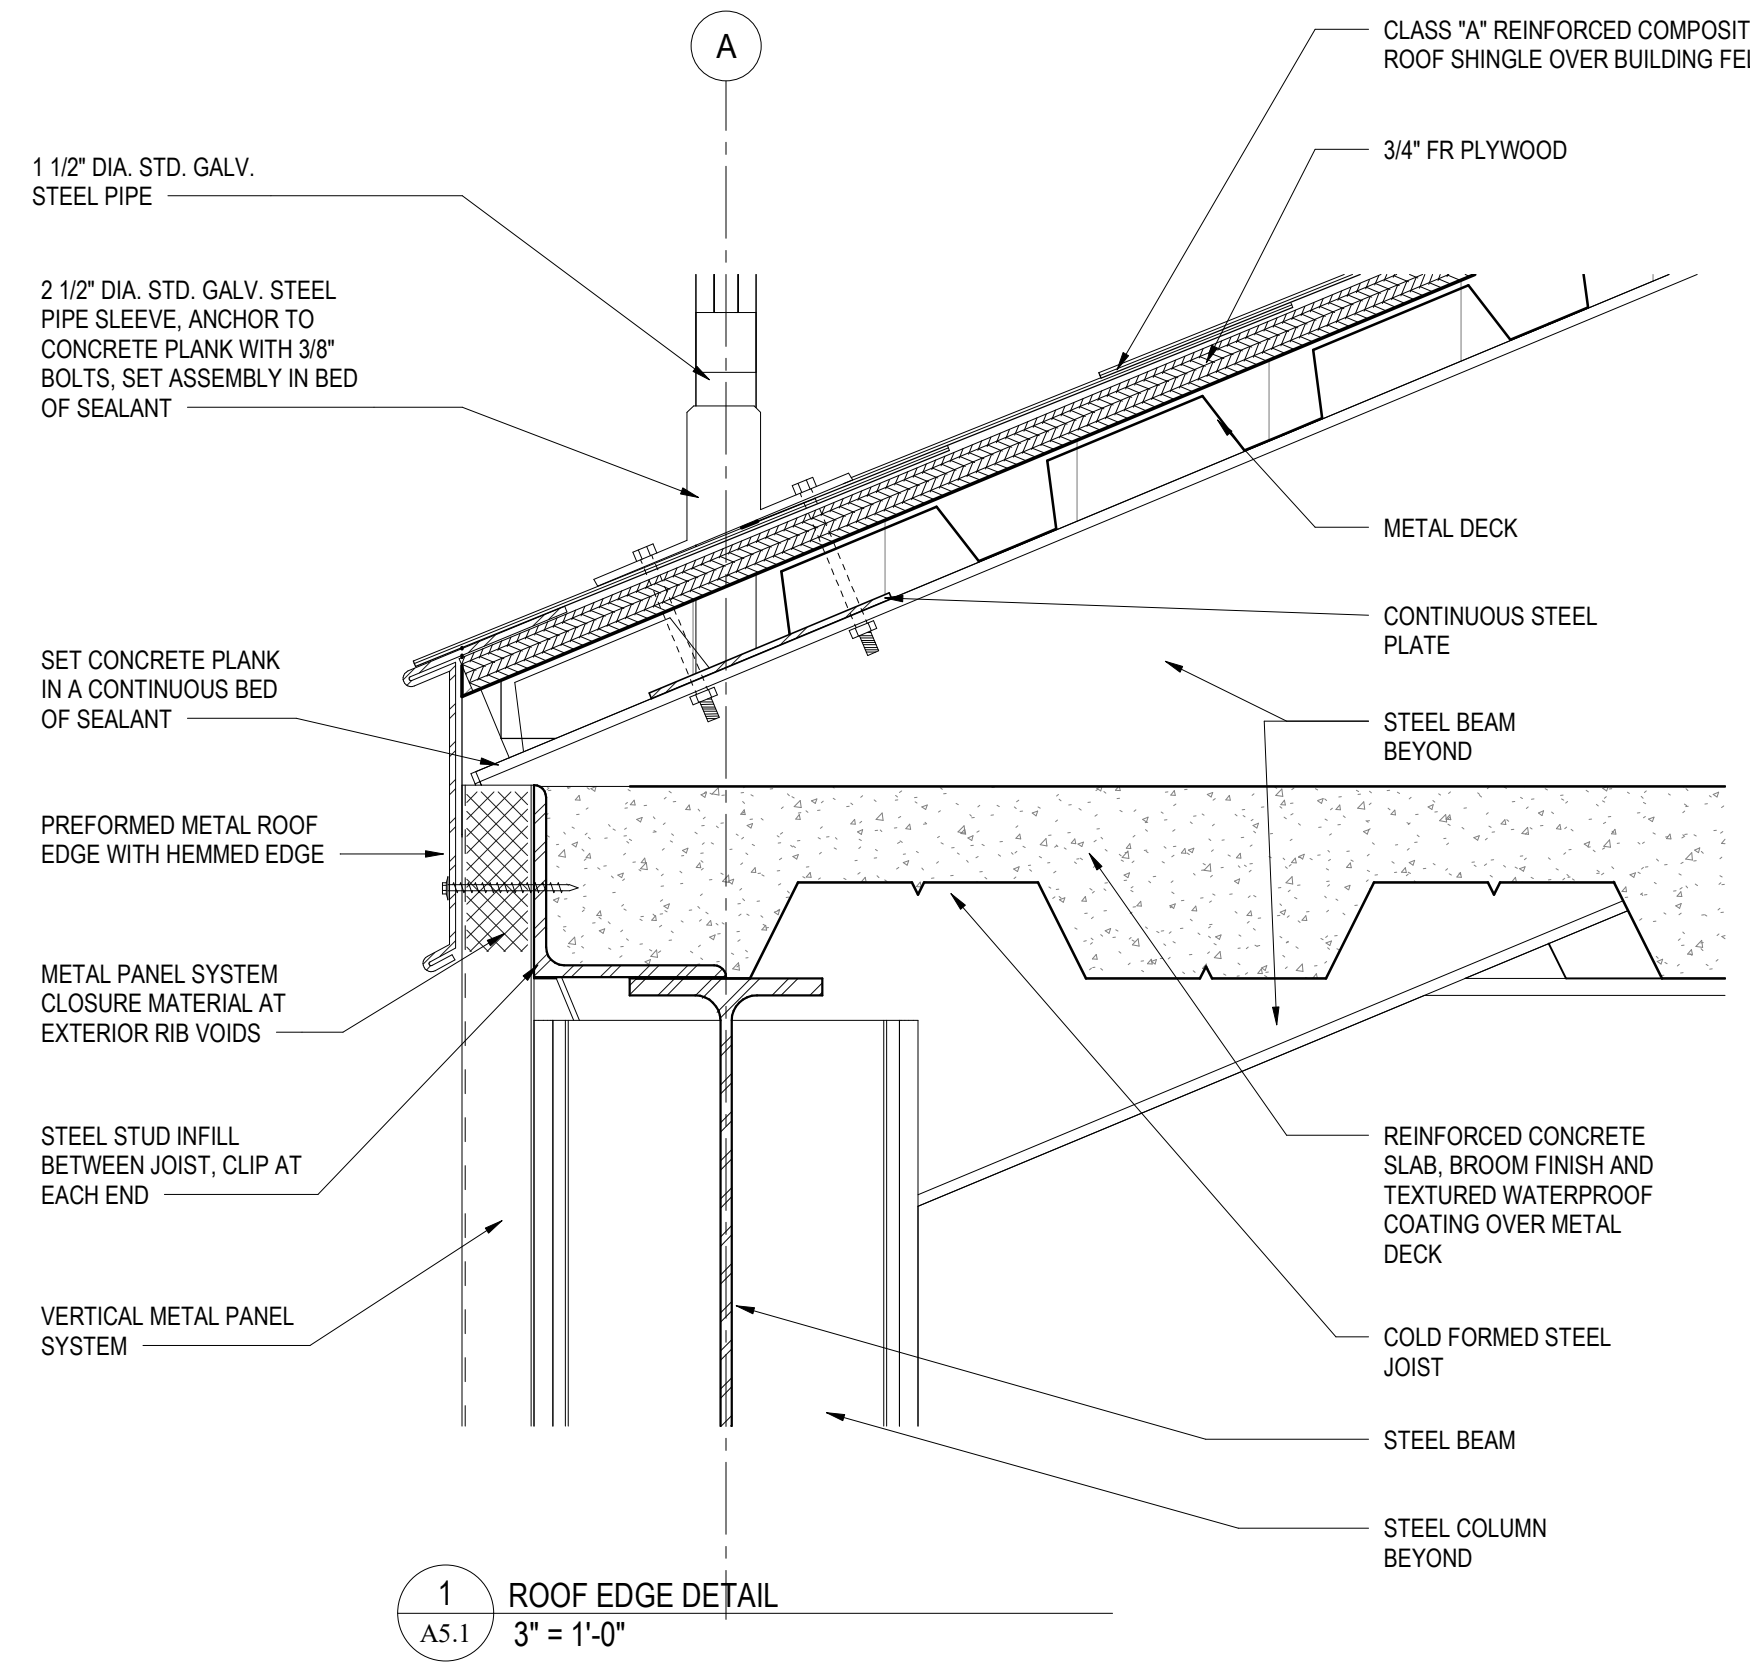 A
CLASS "A" REINFORCED COMPOSIT
ROOF SHINGLE OVER BUILDING
3/4" FR PLYWOOD
1 1/2" DIA. STD. GALV.
STEEL PIPE
2 1/2" DIA. STD. GALV. STEEL
PIPE SLEEVE, ANCHOR TO
CONCRETE PLANK WITH 3/8"
BOLTS, SET ASSEMBLY IN BED
OF SEALANT
METAL DECK
CONTINUOUS STEEL
PLATE
SET CONCRETE PLANK
IN A CONTINUOUS BED
OF SEALANT
STEEL BEAM
BEYOND
PREFORMED METAL ROOF
EDGE WITH HEMMED EDGE
METAL PANEL SYSTEM
CLOSURE MATERIAL AT
EXTERIOR RIB VOIDS
STEEL STUD INFILL
BETWEEN JOIST, CLIP AT
EACH END
REINFORCED CONCRETE
SLAB, BROOM FINISH AND
TEXTURED WATERPROOF
COATING OVER METAL
DECK
VERTICAL METAL PANEL
SYSTEM
COLD FORMED STEEL
JOIST
STEEL BEAM
STEEL COLUMN
BEYOND
1
A5.1
ROOF EDGE DETAIL
3" = 1'-0"